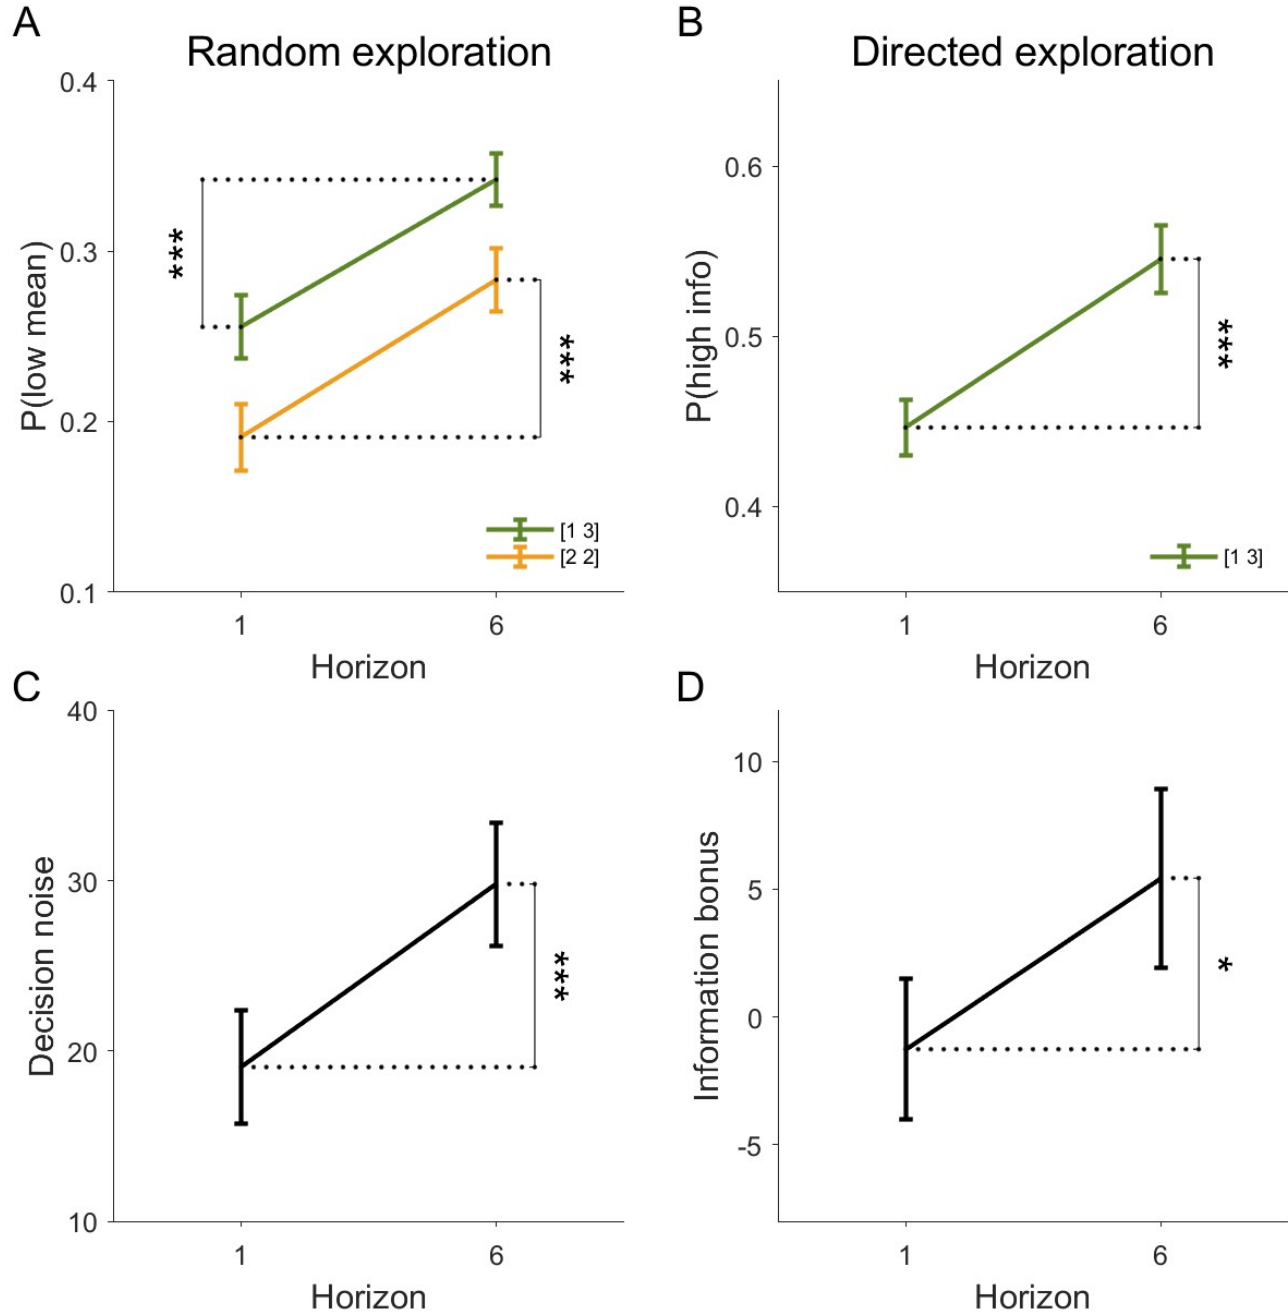 A
Random exploration
0.4
0.3
0.2
0.1
P(low mean)
***
***
[1 3]
[2 2]
1
6
Horizon
B
Directed exploration
0.6
0.5
0.4
P(high info)
***
[1 3]
1
6
Horizon
C
40
30
20
10
Decision noise
***
1
6
Horizon
D
10
5
0
-5
Information bonus
*
1
6
Horizon